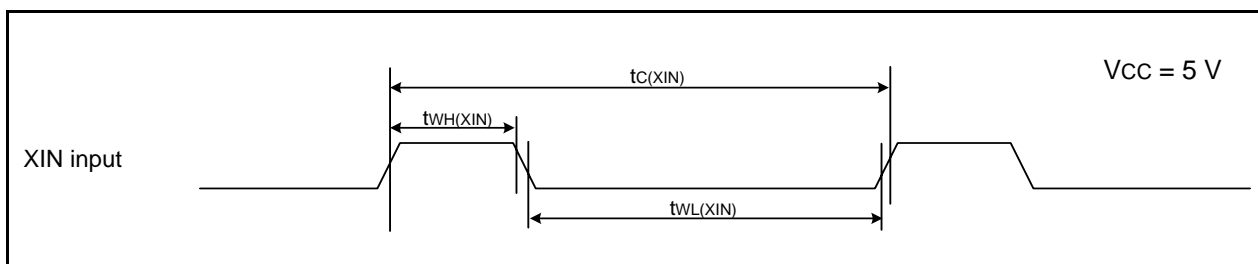 VCC = 5 V
tC(XIN)
tWH(XIN)
XIN input
tWL(XIN)